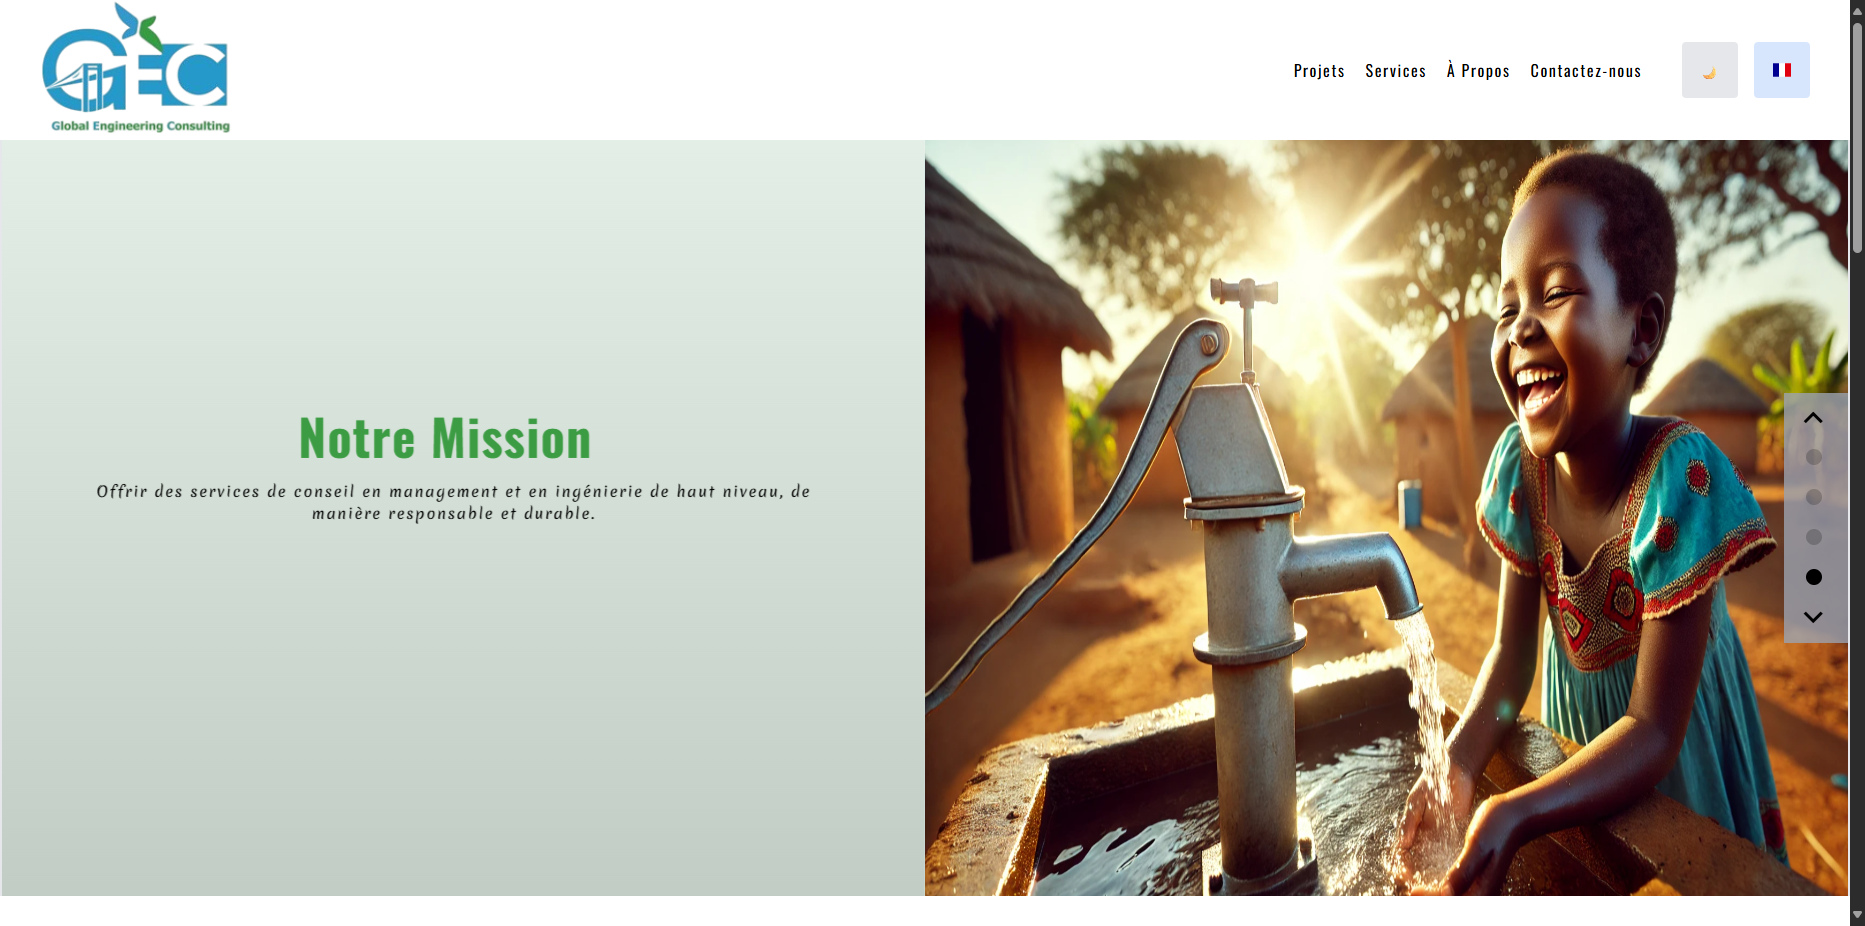 GEC
Global Engineering Consulting
Projets
Services
À Propos
Contactez-nous
Notre Mission
Offrir des services de conseil en management et en ingénierie de haut niveau, de
manière responsable et durable.